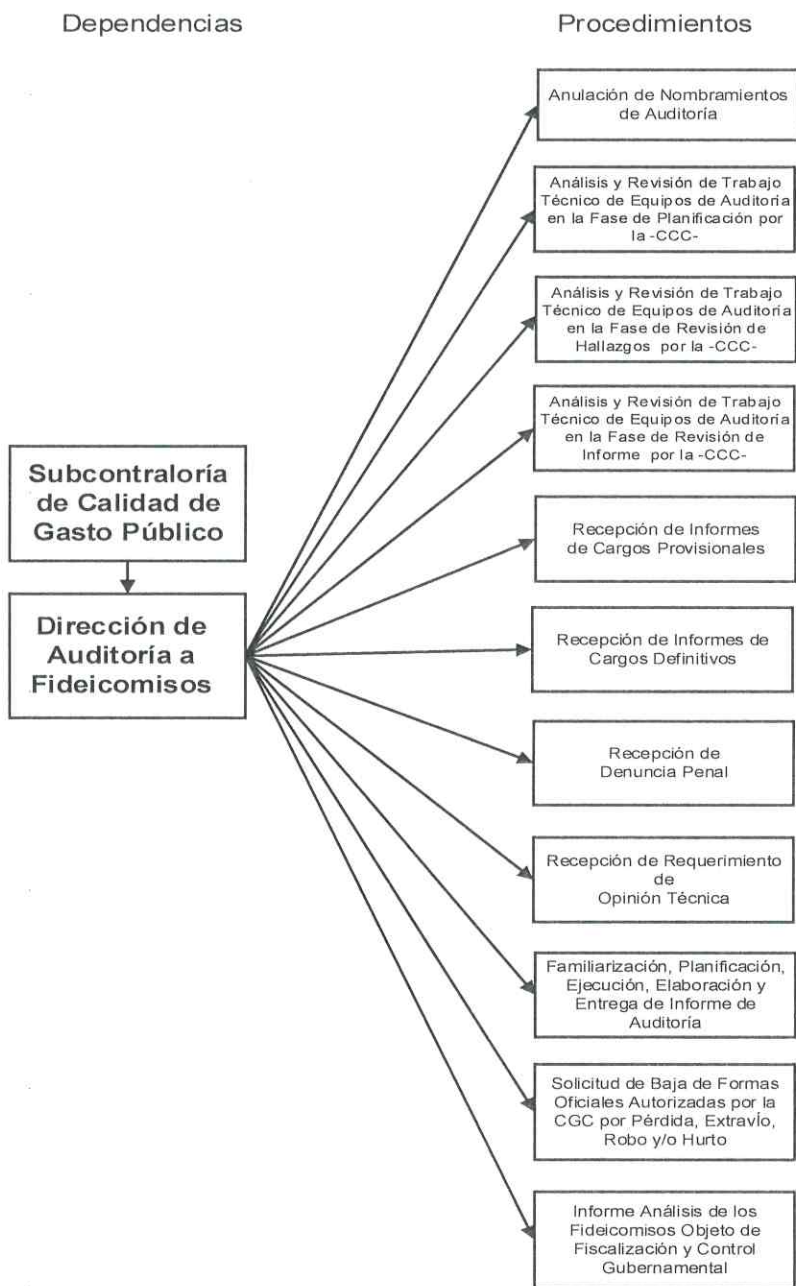 Dependencias
Procedimientos
Anulación de Nombramientos
de Auditoría
Análisis y Revisión de Trabajo
Técnico de Equipos de Auditoría
en la Fase de Planificación por
la -CCC-
Análisis y Revisión de Trabajo
Técnico de Equipos de Auditoría
en la Fase de Revisión de
Hallazgos por la -CCC-
Análisis y Revisión de Trabajo
Técnico de Equipos de Auditoría
en la Fase de Revisión de
Informe por la -CCC-
Subcontraloría
de Calidad de
Gasto Público
Recepción de Informes
de Cargos Provisionales
Dirección de
Auditoría a
Fideicomisos
Recepción de Informes de
Cargos Definitivos
Recepción de
Denuncia Penal
Recepción de Requerimiento
de
Opinión Técnica
Familiarización, Planificación,
Ejecución, Elaboración y
Entrega de Informe de
Auditoría
Solicitud de Baja de Formas
Oficiales Autorizadas por la
CGC por Pérdida, ExtravÍo,
Robo y/o Hurto
Informe Análisis de los
Fideicomisos Objeto de
Fiscalización y Control
Gubernamental